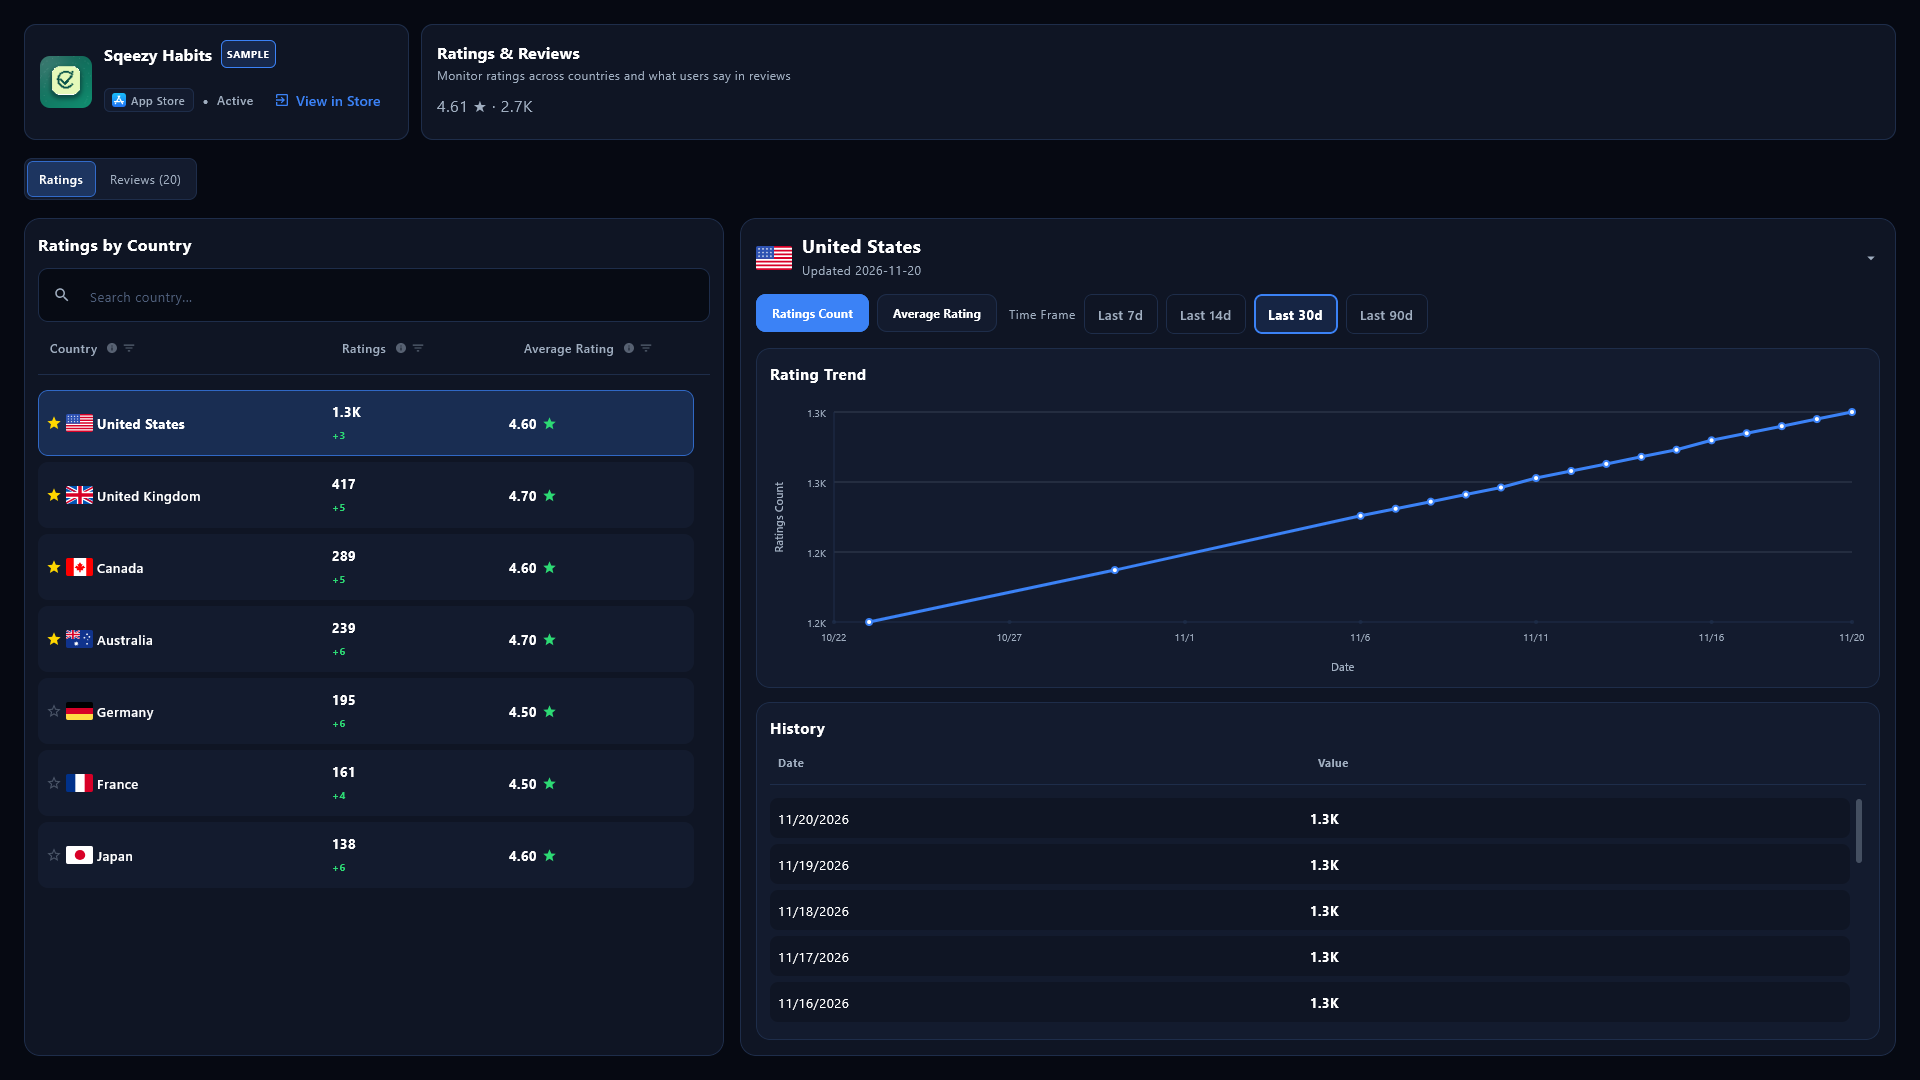 Sqeezy Habits SAMPLE
App Store • Active View in Store
Ratings & Reviews
Monitor ratings across countries and what users say in reviews
4.61 ★ · 2.7K
Ratings Reviews (20)
Ratings by Country
Search country...
Country Ratings Average Rating
United States 1.3K +3 4.60 ★
United Kingdom 417 +5 4.70 ★
Canada 289 +5 4.60 ★
Australia 239 +6 4.70 ★
Germany 195 +6 4.50 ★
France 161 +4 4.50 ★
Japan 138 +6 4.60 ★
United States
Updated 2026-11-20
Ratings Count Average Rating Time Frame Last 7d Last 14d Last 30d Last 90d
Rating Trend
Ratings Count
1.3K
1.3K
1.2K
1.2K
10/22 10/27 11/1 11/6 11/11 11/16 11/20
Date
History
Date Value
11/20/2026 1.3K
11/19/2026 1.3K
11/18/2026 1.3K
11/17/2026 1.3K
11/16/2026 1.3K